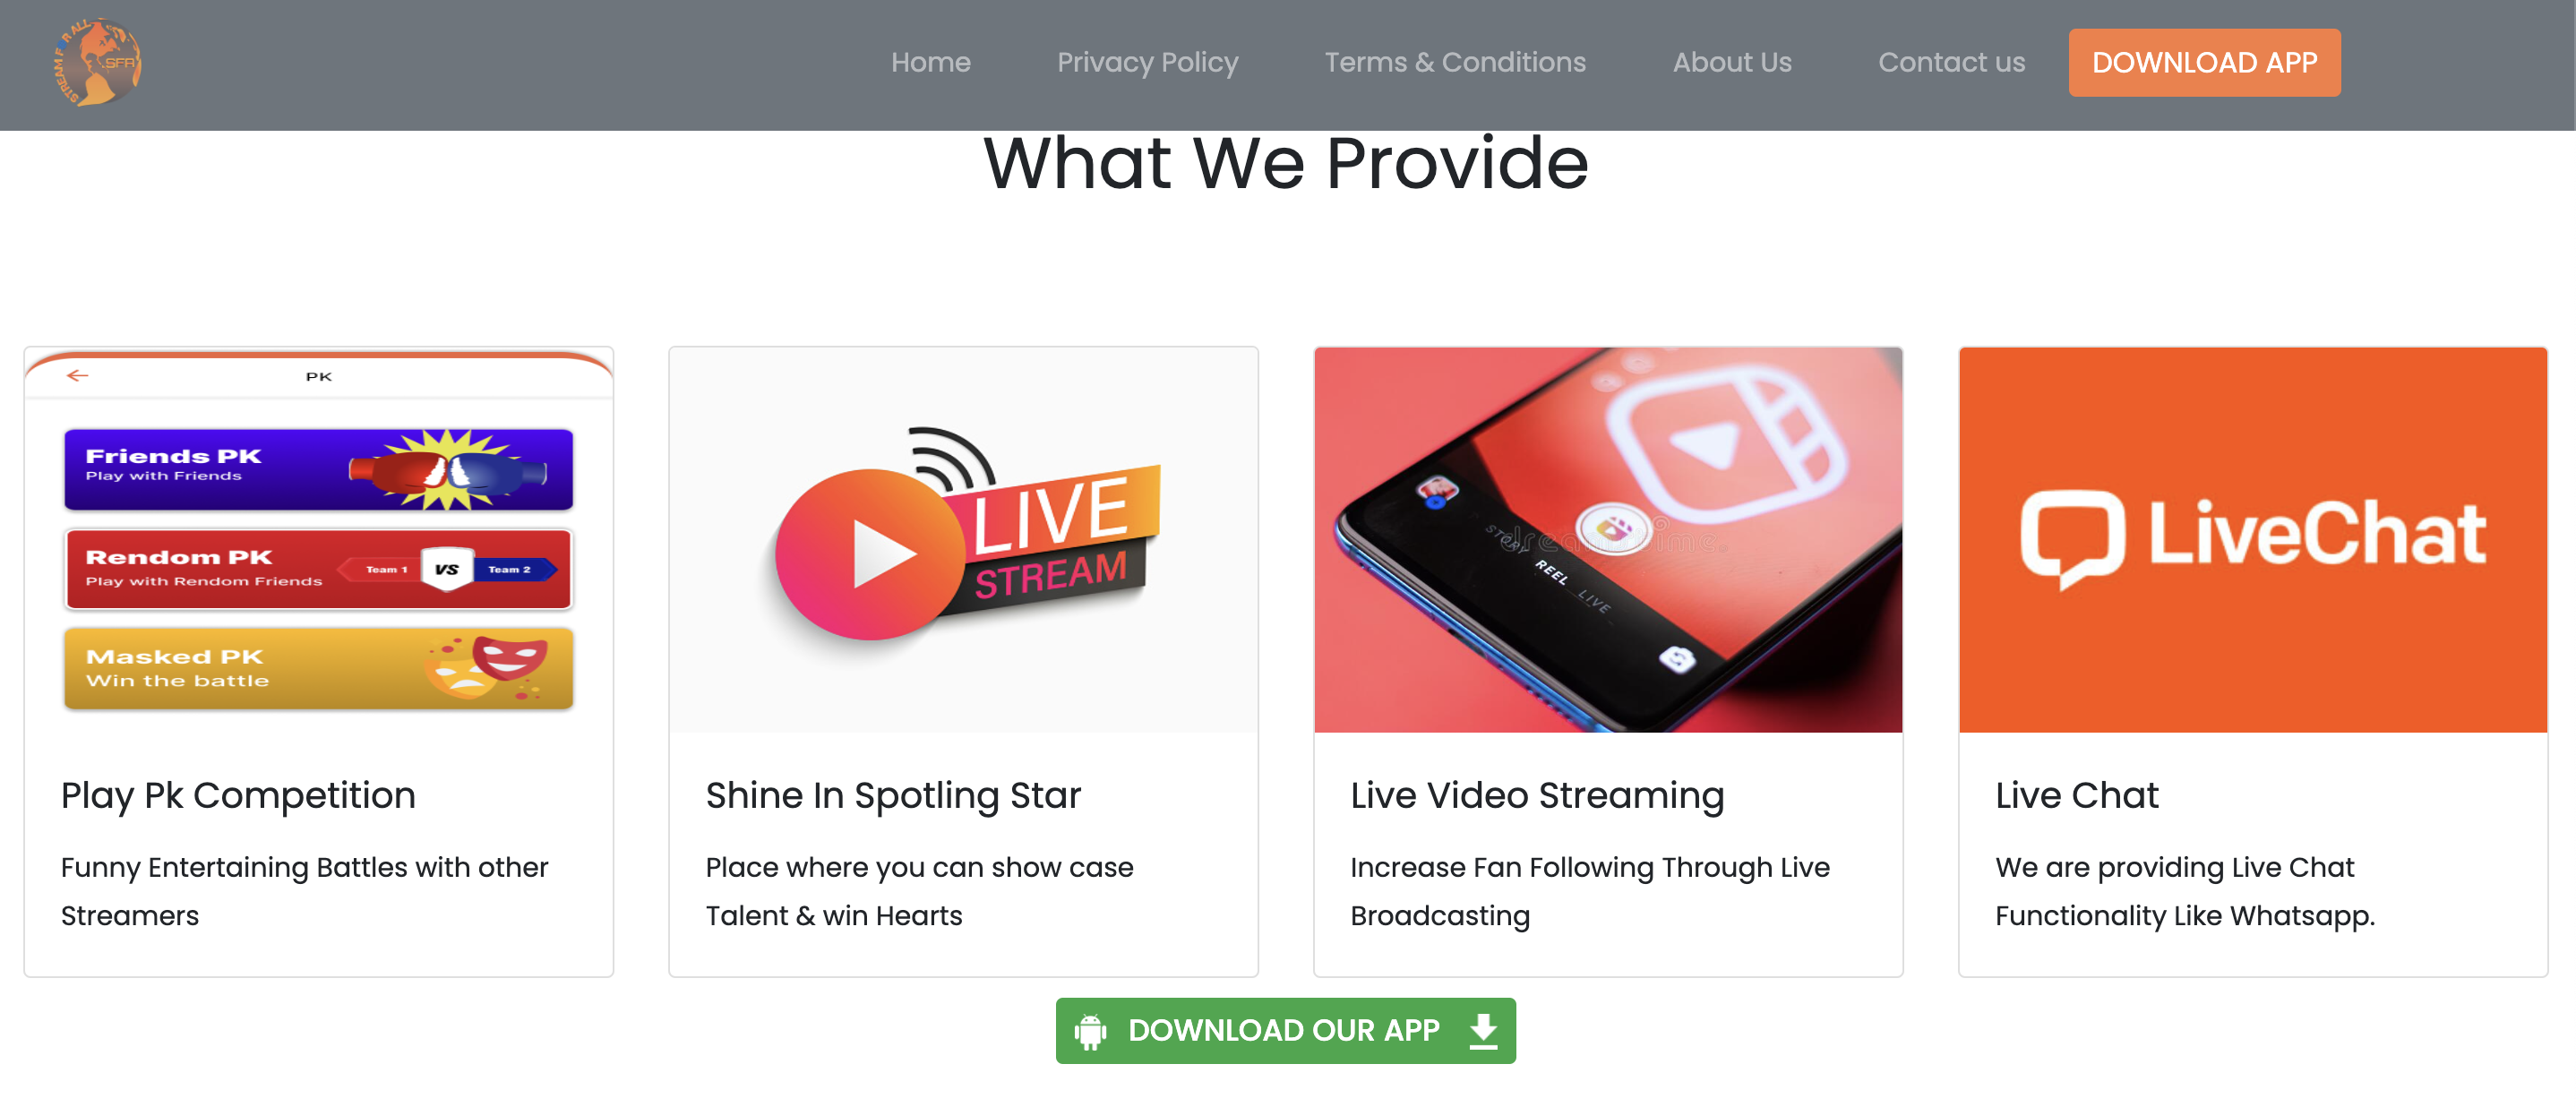 STREAM FOR ALL
.SFA
Home
Privacy Policy
Terms & Conditions
About Us
Contact us
DOWNLOAD APP
What We Provide
PK
Friends PK
Play with Friends
Rendom PK
Play with Rendom Friends
Team 1
VS
Team 2
Masked PK
Win the battle
LIVE
STREAM
STORY
REEL
LIVE
dreamstime.
LiveChat
Play Pk Competition
Funny Entertaining Battles with other
Streamers
Shine In Spotling Star
Place where you can show case
Talent & win Hearts
Live Video Streaming
Increase Fan Following Through Live
Broadcasting
Live Chat
We are providing Live Chat
Functionality Like Whatsapp.
DOWNLOAD OUR APP